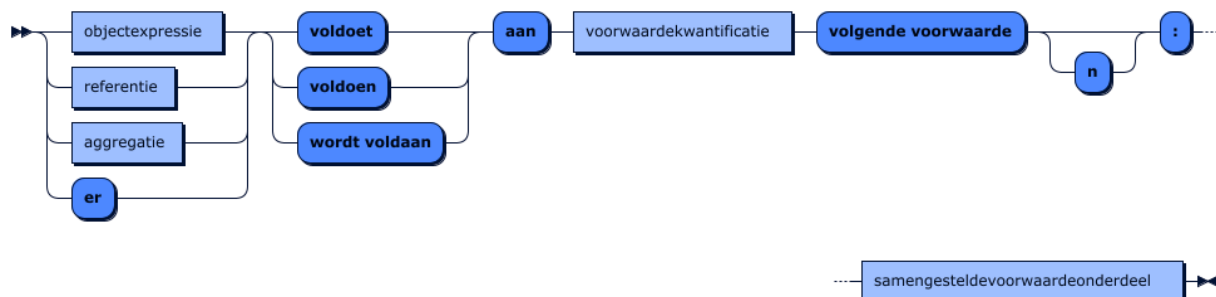 objectexpressie voldoet aan voorwaardekwantificatie volgende voorwaarde :
referentie voldoen n
aggregatie wordt voldaan
er
samengesteldevoorwaardeonderdeel